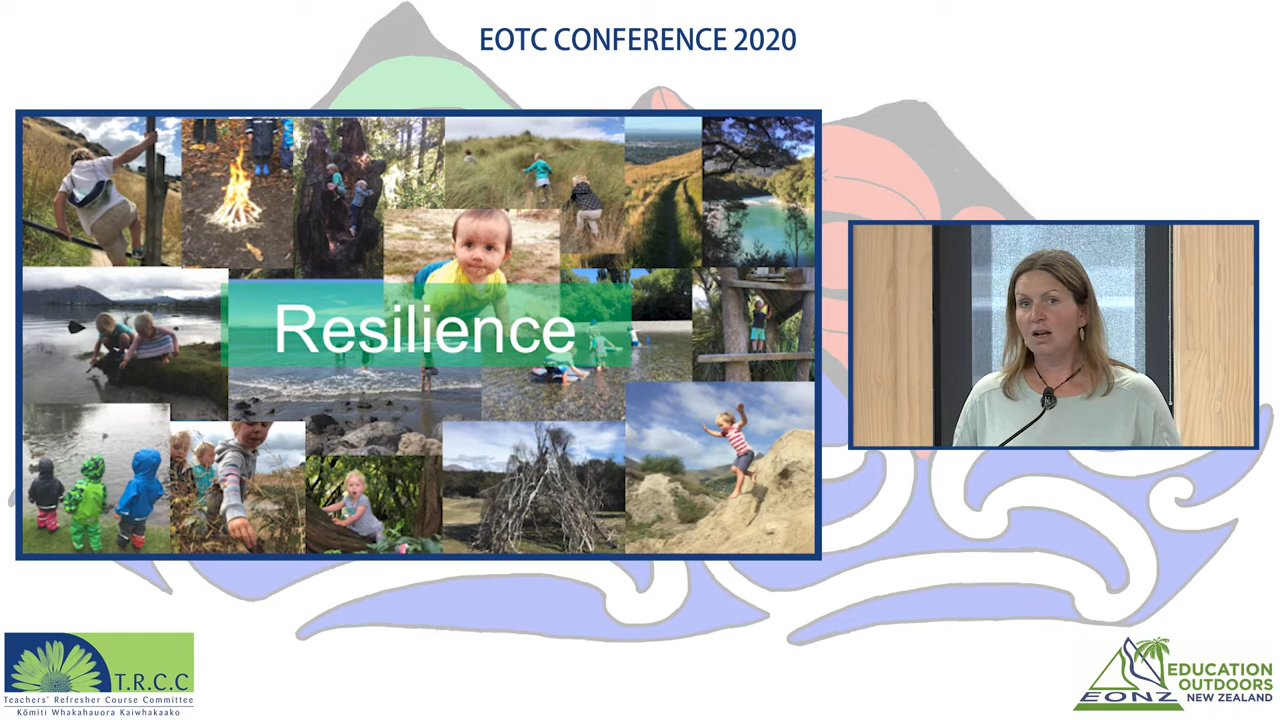 EOTC CONFERENCE 2020
Resilience
T.R.C.C
Teachers' Refresher Course Committee
Kōmiti Whakahauora Kaiwhakaako
EONZ
EDUCATION
OUTDOORS
NEW ZEALAND